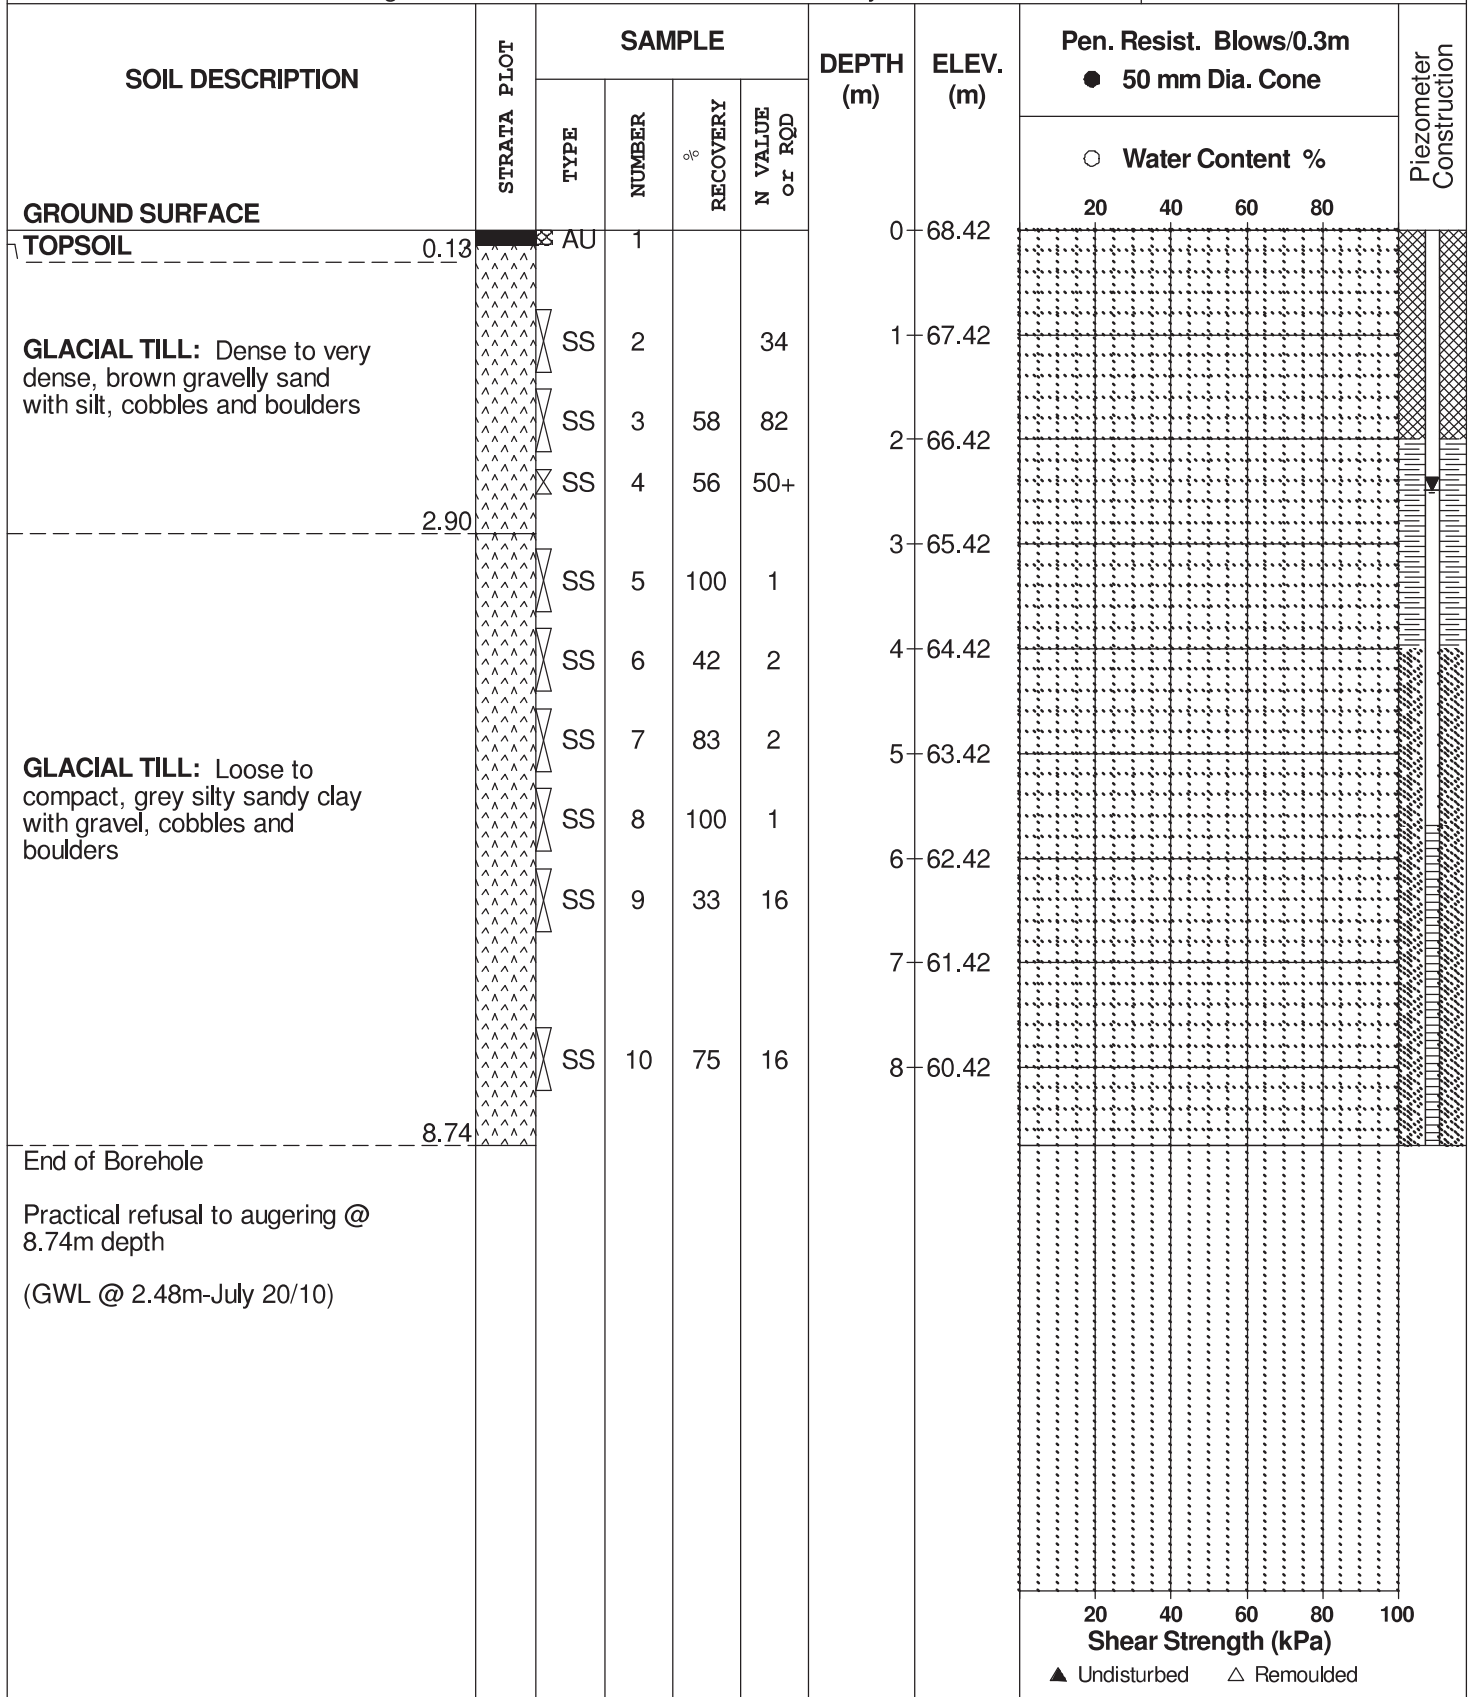 SOIL DESCRIPTION
GROUND SURFACE
STRATA PLOT
SAMPLE
TYPE
NUMBER
% RECOVERY
N VALUE or RQD
DEPTH (m)
ELEV. (m)
Pen. Resist. Blows/0.3m
● 50 mm Dia. Cone
○ Water Content %
20 40 60 80
Piezometer Construction
0 68.42
TOPSOIL 0.13
AU 1
GLACIAL TILL: Dense to very
dense, brown gravelly sand
with silt, cobbles and boulders
SS 2 34
1 67.42
SS 3 58 82
2 66.42
SS 4 56 50+
2.90
3 65.42
SS 5 100 1
SS 6 42 2
4 64.42
SS 7 83 2
5 63.42
GLACIAL TILL: Loose to
compact, grey silty sandy clay
with gravel, cobbles and
boulders
SS 8 100 1
6 62.42
SS 9 33 16
7 61.42
SS 10 75 16
8 60.42
8.74
End of Borehole
Practical refusal to augering @
8.74m depth
(GWL @ 2.48m-July 20/10)
20 40 60 80 100
Shear Strength (kPa)
▲ Undisturbed △ Remoulded